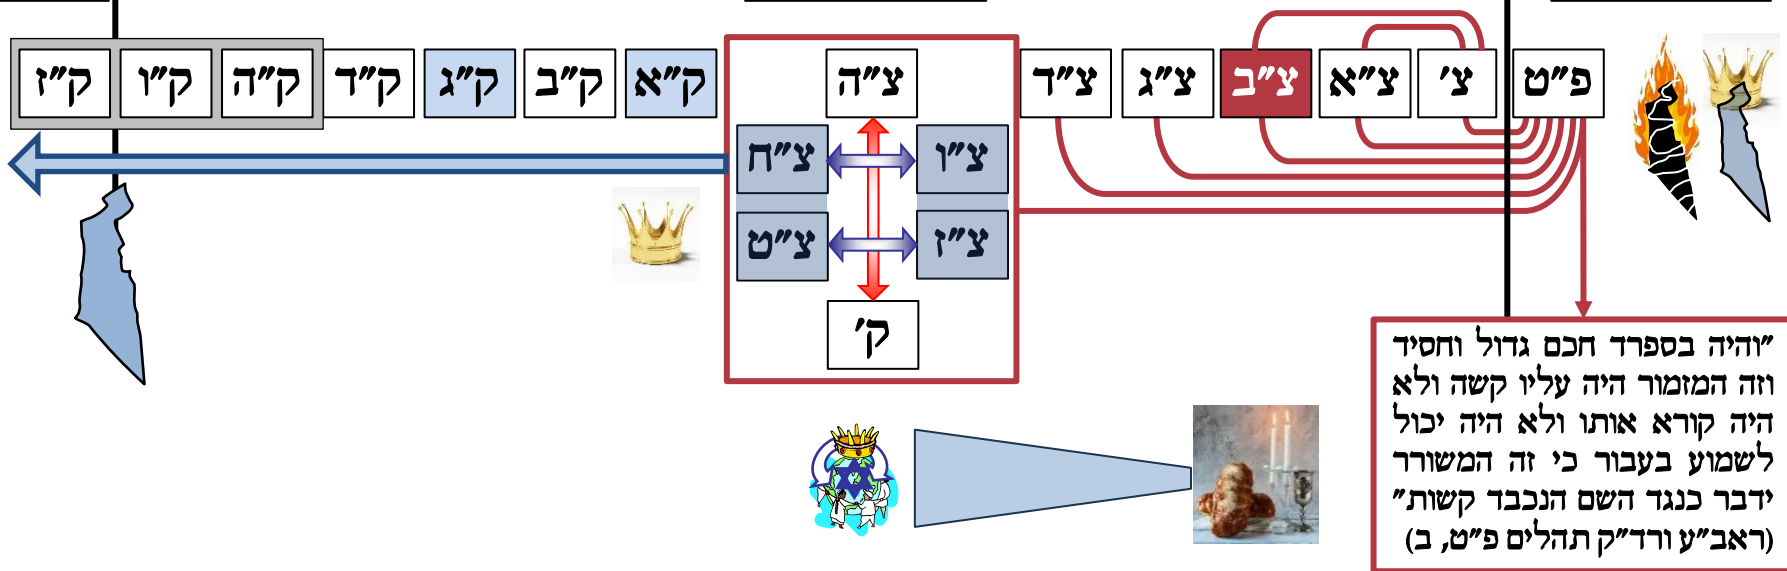 פ״ט
צ׳
צ״א
צ״ב
צ״ג
צ״ד
צ״ה
צ״ו
צ״ח
צ״ז
צ״ט
ק׳
ק״א
ק״ב
ק״ג
ק״ד
ק״ה
ק״ו
ק״ז
״והיה בספרד חכם גדול וחסיד
וזה המזמור היה עליו קשה ולא
היה קורא אותו ולא היה יכול
לשמוע בעבור כי זה המשורר
ידבר כנגד השם הנכבד קשות״
(ראב״ע ורד״ק תהלים פ״ט, ב)